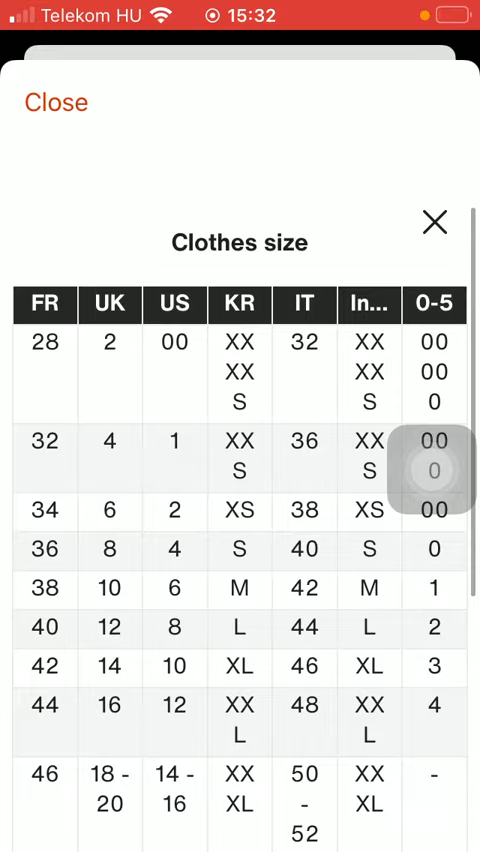 Telekom HU 15:32
Close
Clothes size
FR UK US KR IT In... 0-5
28 2 00 XX 32 XX 00
XX XX 00
S S 0
32 4 1 XX 36 XX 00
S S 0
34 6 2 XS 38 XS 00
36 8 4 S 40 S 0
38 10 6 M 42 M 1
40 12 8 L 44 L 2
42 14 10 XL 46 XL 3
44 16 12 XX 48 XX 4
L L
46 18 - 14 - XX 50 XX -
20 16 XL - XL
52